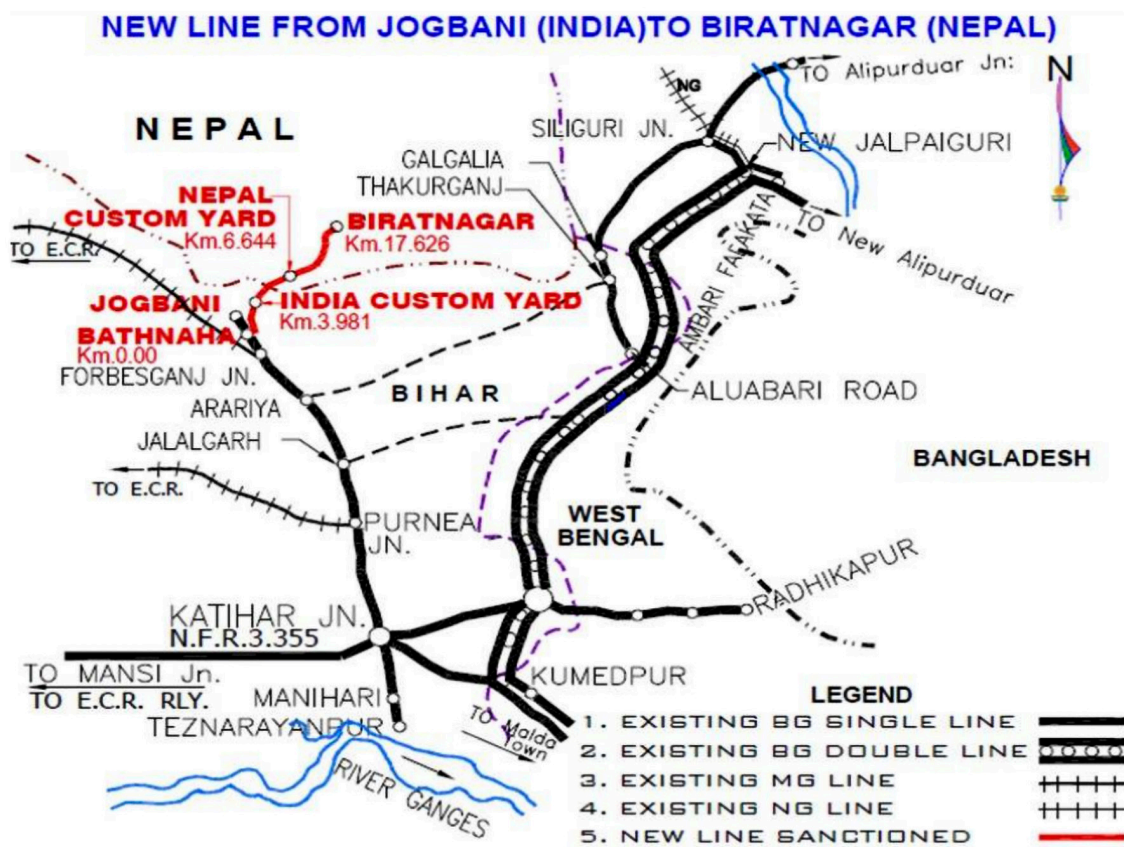 NEW LINE FROM JOGBANI (INDIA)TO BIRATNAGAR (NEPAL)
TO Alipurduar Jn:
N
NG
NEPAL
SILIGURI JN.
NEW JALPAIGURI
GALGALIA
THAKURGANJ
NEPAL
CUSTOM YARD
Km.6.644
BIRATNAGAR
Km.17.626
TO E.C.R.
TO New Alipurduar
AMBARI FALAKATA
JOGBANI
INDIA CUSTOM YARD
Km.3.981
BATHNAHA
Km.0.00
FORBESGANJ JN.
BIHAR
ALUABARI ROAD
ARARIYA
JALALGARH
BANGLADESH
TO E.C.R.
PURNEA
JN.
WEST
BENGAL
RADHIKAPUR
KATIHAR JN.
N.F.R.3.355
TO MANSI Jn.
TO E.C.R. RLY.
KUMEDPUR
MANIHARI
TEZNARAYANPUR
TO Malda
Town
RIVER GANGES
LEGEND
1. EXISTING BG SINGLE LINE
2. EXISTING BG DOUBLE LINE
3. EXISTING MG LINE
4. EXISTING NG LINE
5. NEW LINE SANCTIONED